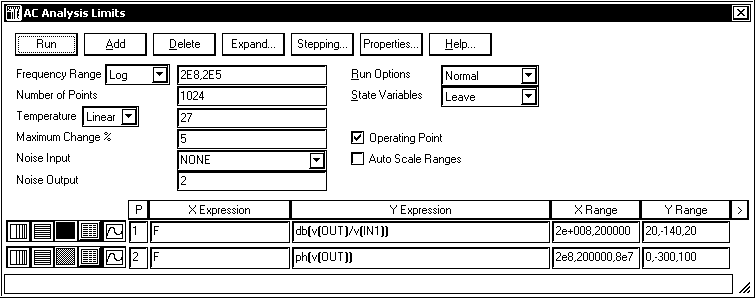 AC Analysis Limits
Run Add Delete Expand... Stepping... Properties... Help...
Frequency Range Log 2E8,2E5 Run Options Normal
Number of Points 1024 State Variables Leave
Temperature Linear 27
Maximum Change % 5 Operating Point
Noise Input NONE Auto Scale Ranges
Noise Output 2
P X Expression Y Expression X Range Y Range >
1 F db(v(OUT)/v(IN1)) 2e+008,200000 20,-140,20
2 F ph(v(OUT)) 2e8,200000,8e7 0,-300,100